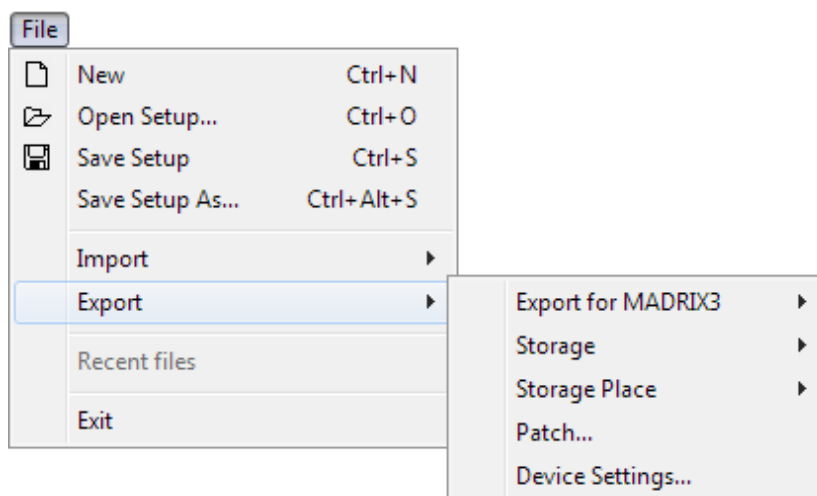 File
New Ctrl+N
Open Setup... Ctrl+O
Save Setup Ctrl+S
Save Setup As... Ctrl+Alt+S
Import
Export
Recent files
Exit
Export for MADRIX3
Storage
Storage Place
Patch...
Device Settings...